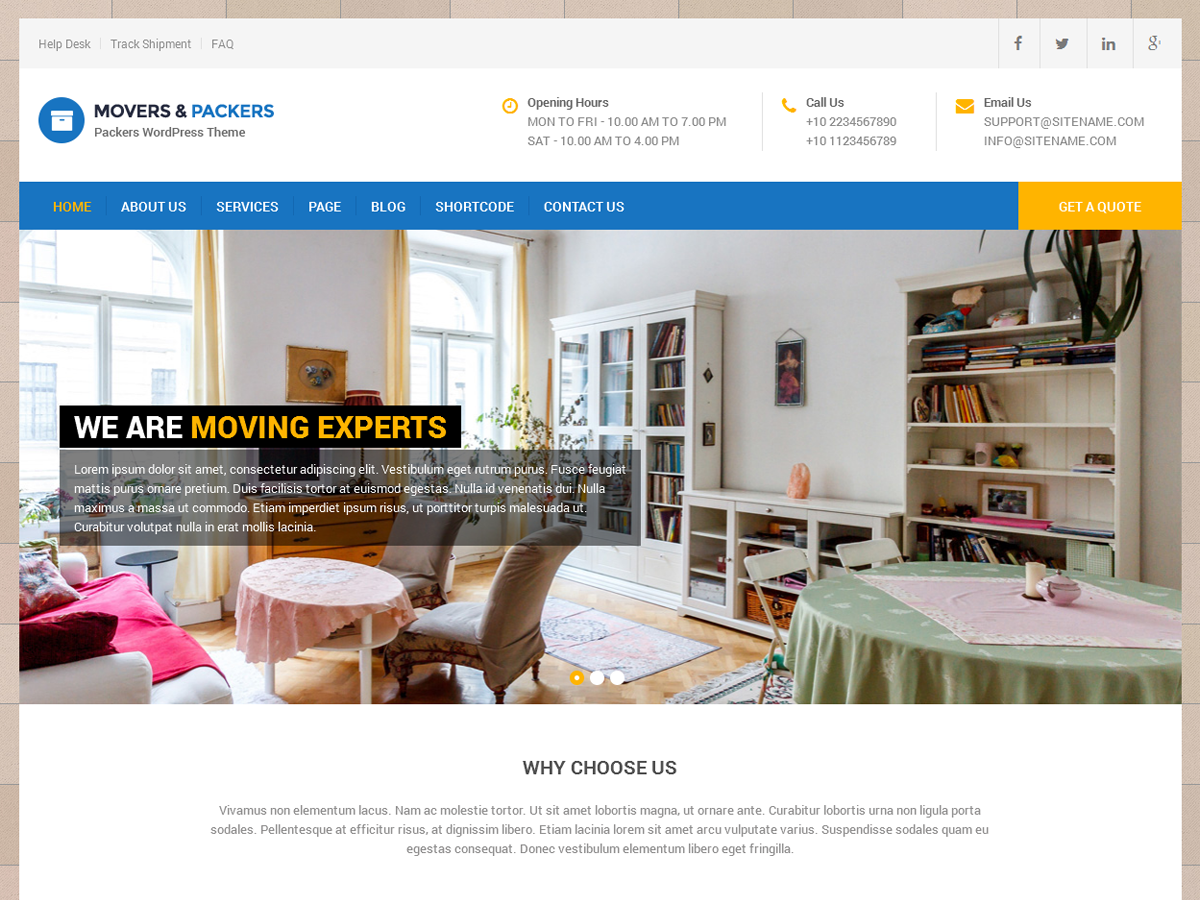 Help Desk
Track Shipment
FAQ
MOVERS & PACKERS
Packers WordPress Theme
Opening Hours
MON TO FRI - 10.00 AM TO 7.00 PM
SAT - 10.00 AM TO 4.00 PM
Call Us
+10 2234567890
+10 1123456789
Email Us
SUPPORT@SITENAME.COM
INFO@SITENAME.COM
HOME
ABOUT US
SERVICES
PAGE
BLOG
SHORTCODE
CONTACT US
GET A QUOTE
WE ARE MOVING EXPERTS
Lorem ipsum dolor sit amet, consectetur adipiscing elit. Vestibulum eget rutrum purus. Fusce feugiat
mattis purus ornare pretium. Duis facilisis tortor at euismod egestas. Nulla id venenatis dui. Nulla
maximus a massa ut commodo. Etiam imperdiet ipsum risus, ut porttitor turpis malesuada ut.
Curabitur volutpat nulla in erat mollis lacinia.
WHY CHOOSE US
Vivamus non elementum lacus. Nam ac molestie tortor. Ut sit amet lobortis magna, ut ornare ante. Curabitur lobortis urna non ligula porta
sodales. Pellentesque at efficitur risus, at dignissim libero. Etiam lacinia lorem sit amet arcu vulputate varius. Suspendisse sodales quam eu
egestas consequat. Donec vestibulum elementum libero eget fringilla.